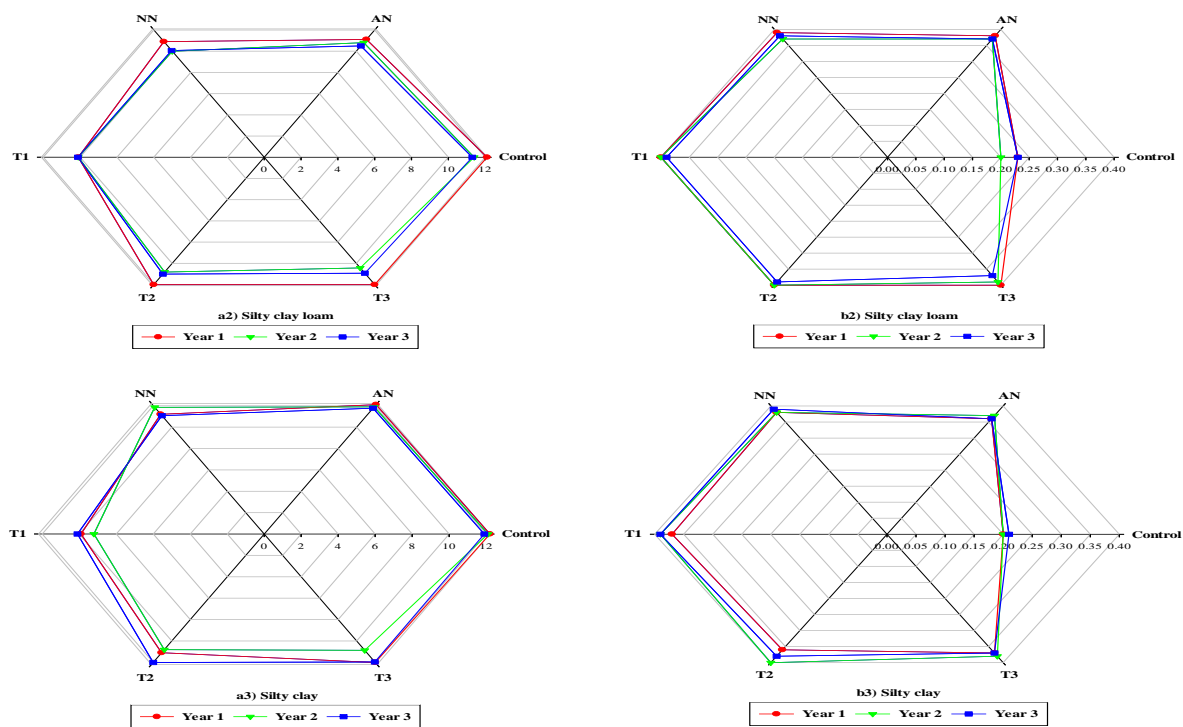 NN AN
T1 0 2 4 6 8 10 12 Control
T2 T3
a2) Silty clay loam
Year 1 Year 2 Year 3
NN AN
T1 0.00 0.05 0.10 0.15 0.20 0.25 0.30 0.35 0.40 Control
T2 T3
b2) Silty clay loam
Year 1 Year 2 Year 3
NN AN
T1 0 2 4 6 8 10 12 Control
T2 T3
a3) Silty clay
Year 1 Year 2 Year 3
NN AN
T1 0.00 0.05 0.10 0.15 0.20 0.25 0.30 0.35 0.40 Control
T2 T3
b3) Silty clay
Year 1 Year 2 Year 3